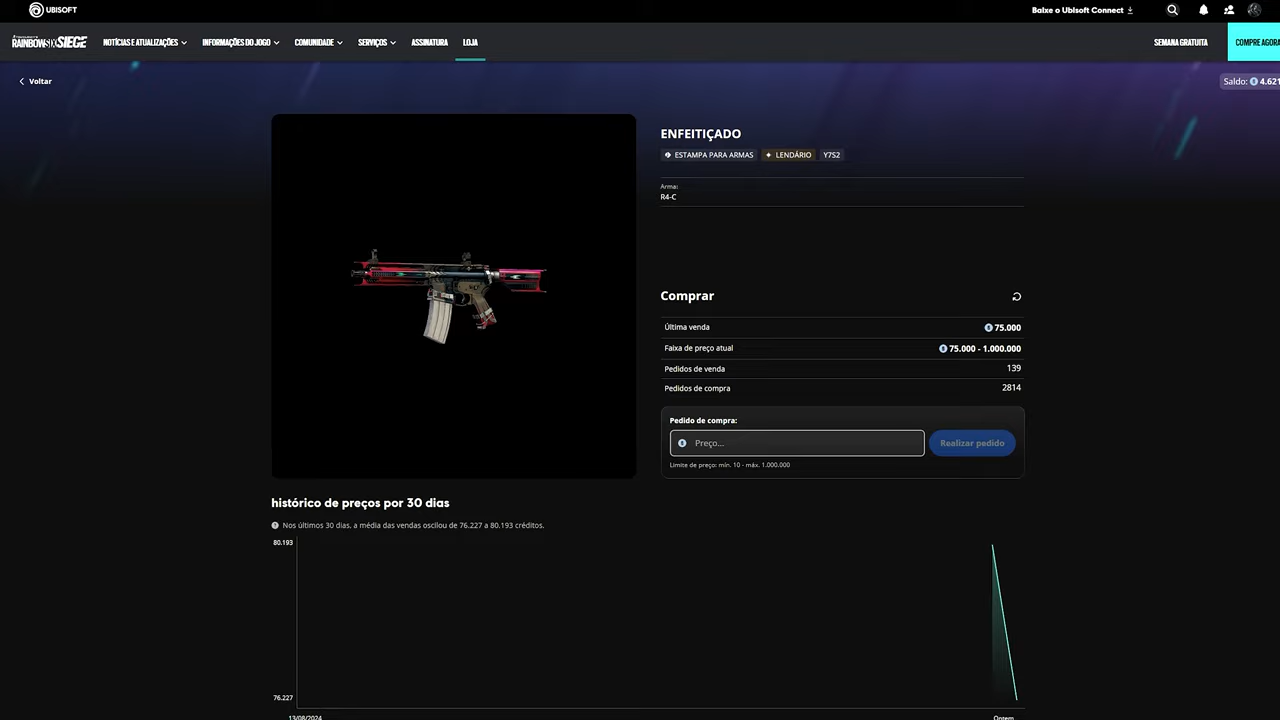 UBISOFT
Baixe o Ubisoft Connect
RAINBOWSIXSIEGE NOTÍCIAS E ATUALIZAÇÕES INFORMAÇÕES DO JOGO COMUNIDADE SERVIÇOS ASSINATURA LOJA SEMANA GRATUITA COMPRE AGORA
Voltar
Saldo: 4.621
ENFEITIÇADO
ESTAMPA PARA ARMAS LENDÁRIO Y7S2
Arma:
R4-C
Comprar
Última venda 75.000
Faixa de preço atual 75.000 - 1.000.000
Pedidos de venda 139
Pedidos de compra 2814
Pedido de compra:
Preço... Realizar pedido
Limite de preço: mín. 10 - máx. 1.000.000
histórico de preços por 30 dias
Nos últimos 30 dias, a média das vendas oscilou de 76.227 a 80.193 créditos.
80.193
76.227
13/08/2024 Ontem